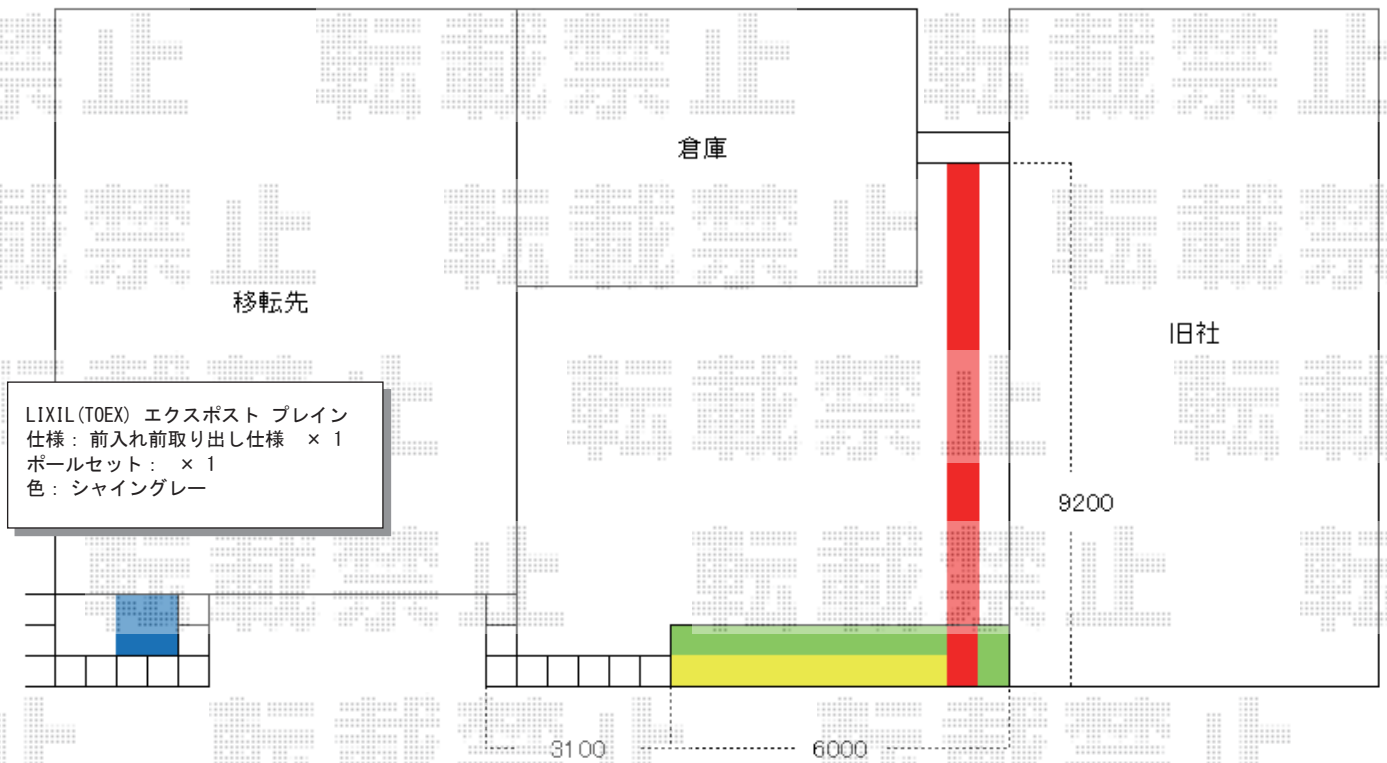 転載禁止
倉庫
移転先
旧社
LIXIL(TOEX) エクスポスト プレイン
仕様：前入れ前取り出し仕様 × 1
ポールセット： × 1
色：シャイングレー
9200
3100
6000